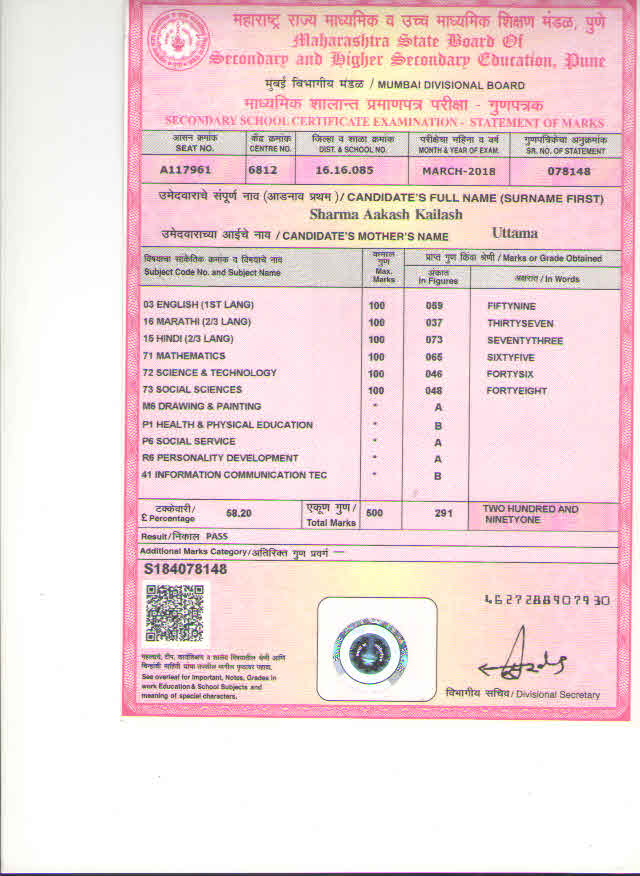 महाराष्ट्र राज्य माध्यमिक व उच्च माध्यमिक शिक्षण मंडळ, पुणे
Maharashtra State Board Of
Secondary and Higher Secondary Education, Pune
मुंबई विभागीय मंडळ / MUMBAI DIVISIONAL BOARD
माध्यमिक शालान्त प्रमाणपत्र परीक्षा - गुणपत्रक
SECONDARY SCHOOL CERTIFICATE EXAMINATION - STATEMENT OF MARKS
आसन क्रमांक केंद्र क्रमांक जिल्हा व शाळा क्रमांक परीक्षेचा महिना व वर्ष गुणपत्रिकेचा अनुक्रमांक
SEAT NO. CENTRE NO. DIST. & SCHOOL NO. MONTH & YEAR OF EXAM. SR. NO. OF STATEMENT
A117961 6812 16.16.085 MARCH-2018 078148
उमेदवाराचे संपूर्ण नाव (आडनाव प्रथम) / CANDIDATE'S FULL NAME (SURNAME FIRST)
Sharma Aakash Kailash
उमेदवाराच्या आईचे नाव / CANDIDATE'S MOTHER'S NAME Uttama
विषयाचा सांकेतिक क्रमांक व विषयाचे नाव
Subject Code No. and Subject Name
कमाल
गुण
Max.
Marks
प्राप्त गुण किंवा श्रेणी / Marks or Grade Obtained
अंकात
In Figures
अक्षरात / In Words
03 ENGLISH (1ST LANG) 100 059 FIFTYNINE
16 MARATHI (2/3 LANG) 100 037 THIRTYSEVEN
15 HINDI (2/3 LANG) 100 073 SEVENTYTHREE
71 MATHEMATICS 100 065 SIXTYFIVE
72 SCIENCE & TECHNOLOGY 100 046 FORTYSIX
73 SOCIAL SCIENCES 100 048 FORTYEIGHT
M6 DRAWING & PAINTING * A
P1 HEALTH & PHYSICAL EDUCATION * B
P6 SOCIAL SERVICE * A
R6 PERSONALITY DEVELOPMENT * A
41 INFORMATION COMMUNICATION TEC * B
टक्केवारी/
£ Percentage 58.20
एकूण गुण/
Total Marks 500 291
TWO HUNDRED AND
NINETYONE
Result/निकाल PASS
Additional Marks Category/अतिरिक्त गुण प्रवर्ग —
S184078148
4627288907930
See overleaf for Important, Notes, Grades in
work Education & School Subjects and
meaning of special characters.
विभागीय सचिव / Divisional Secretary